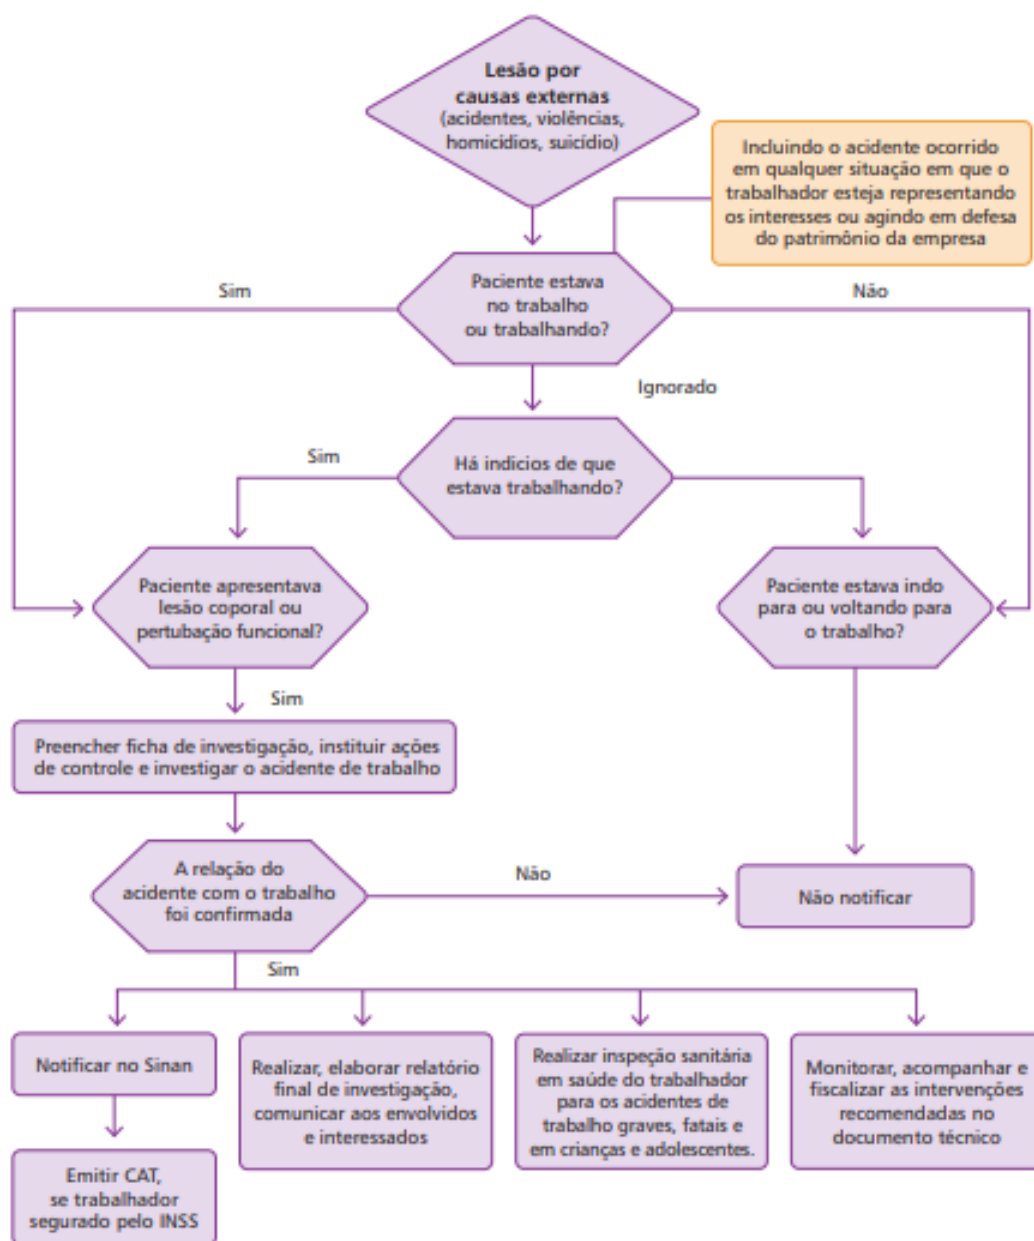 Lesão por
causas externas
(acidentes, violências,
homicídios, suicídio)
Incluindo o acidente ocorrido
em qualquer situação em que o
trabalhador esteja representando
os interesses ou agindo em defesa
do patrimônio da empresa
Paciente estava
no trabalho
ou trabalhando?
Sim
Não
Ignorado
Há indícios de que
estava trabalhando?
Sim
Paciente apresentava
lesão coporal ou
pertubação funcional?
Paciente estava indo
para ou voltando para
o trabalho?
Sim
Preencher ficha de investigação, instituir ações
de controle e investigar o acidente de trabalho
A relação do
acidente com o trabalho
foi confirmada
Não
Não notificar
Sim
Notificar no Sinan
Realizar, elaborar relatório
final de investigação,
comunicar aos envolvidos
e interessados
Realizar inspeção sanitária
em saúde do trabalhador
para os acidentes de
trabalho graves, fatais e
em crianças e adolescentes.
Monitorar, acompanhar e
fiscalizar as intervenções
recomendadas no
documento técnico
Emitir CAT,
se trabalhador
segurado pelo INSS